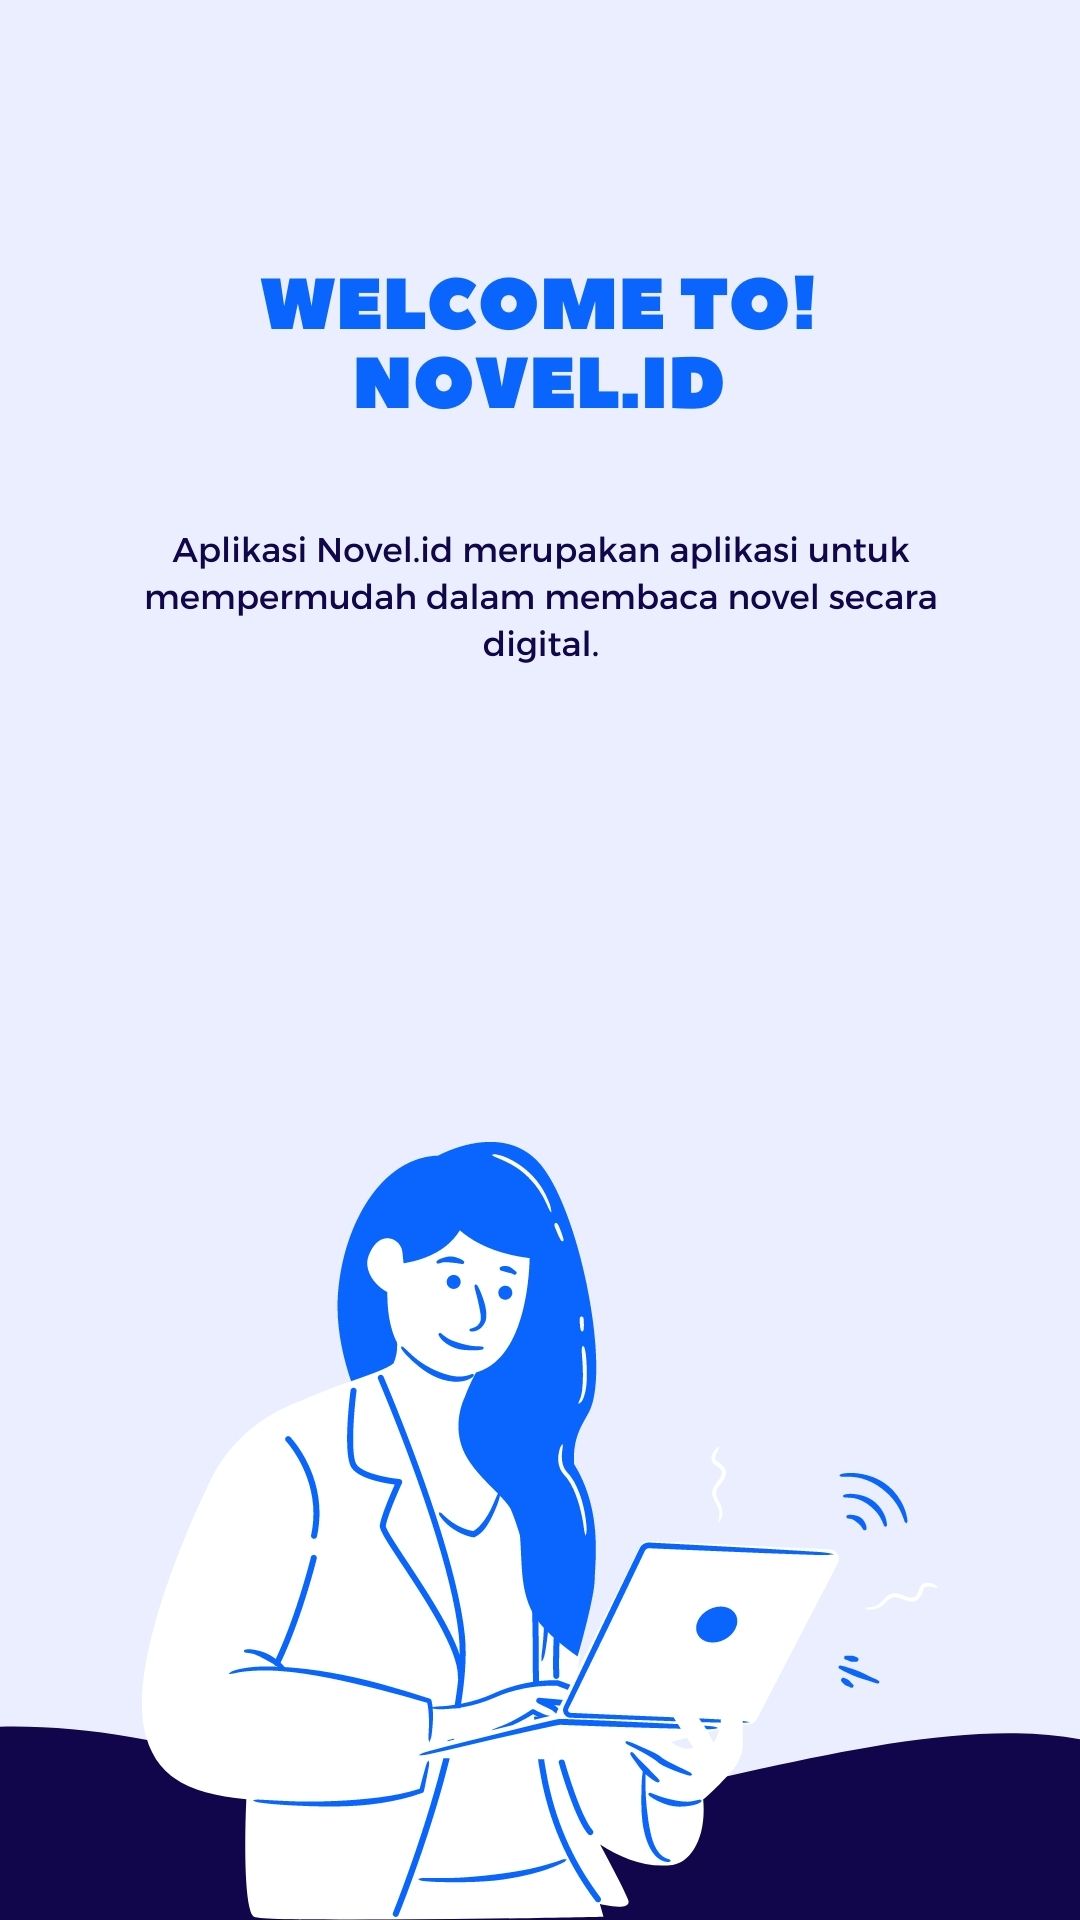 WELCOME TO!
NOVEL.ID
Aplikasi Novel.id merupakan aplikasi untuk
mempermudah dalam membaca novel secara
digital.